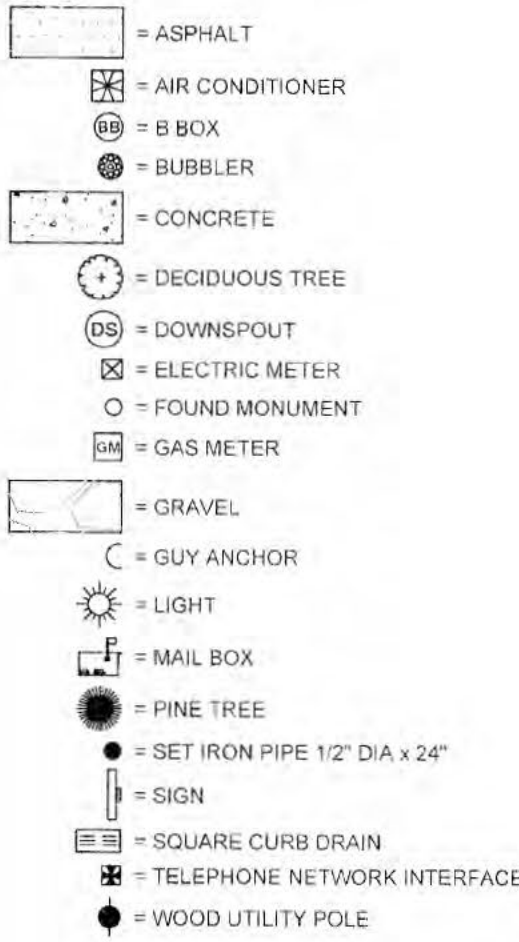 = ASPHALT
= AIR CONDITIONER
BB = B BOX
= BUBBLER
= CONCRETE
= DECIDUOUS TREE
DS = DOWNSPOUT
= ELECTRIC METER
= FOUND MONUMENT
GM = GAS METER
= GRAVEL
= GUY ANCHOR
= LIGHT
= MAIL BOX
= PINE TREE
= SET IRON PIPE 1/2" DIA x 24"
= SIGN
= SQUARE CURB DRAIN
= TELEPHONE NETWORK INTERFACE
= WOOD UTILITY POLE